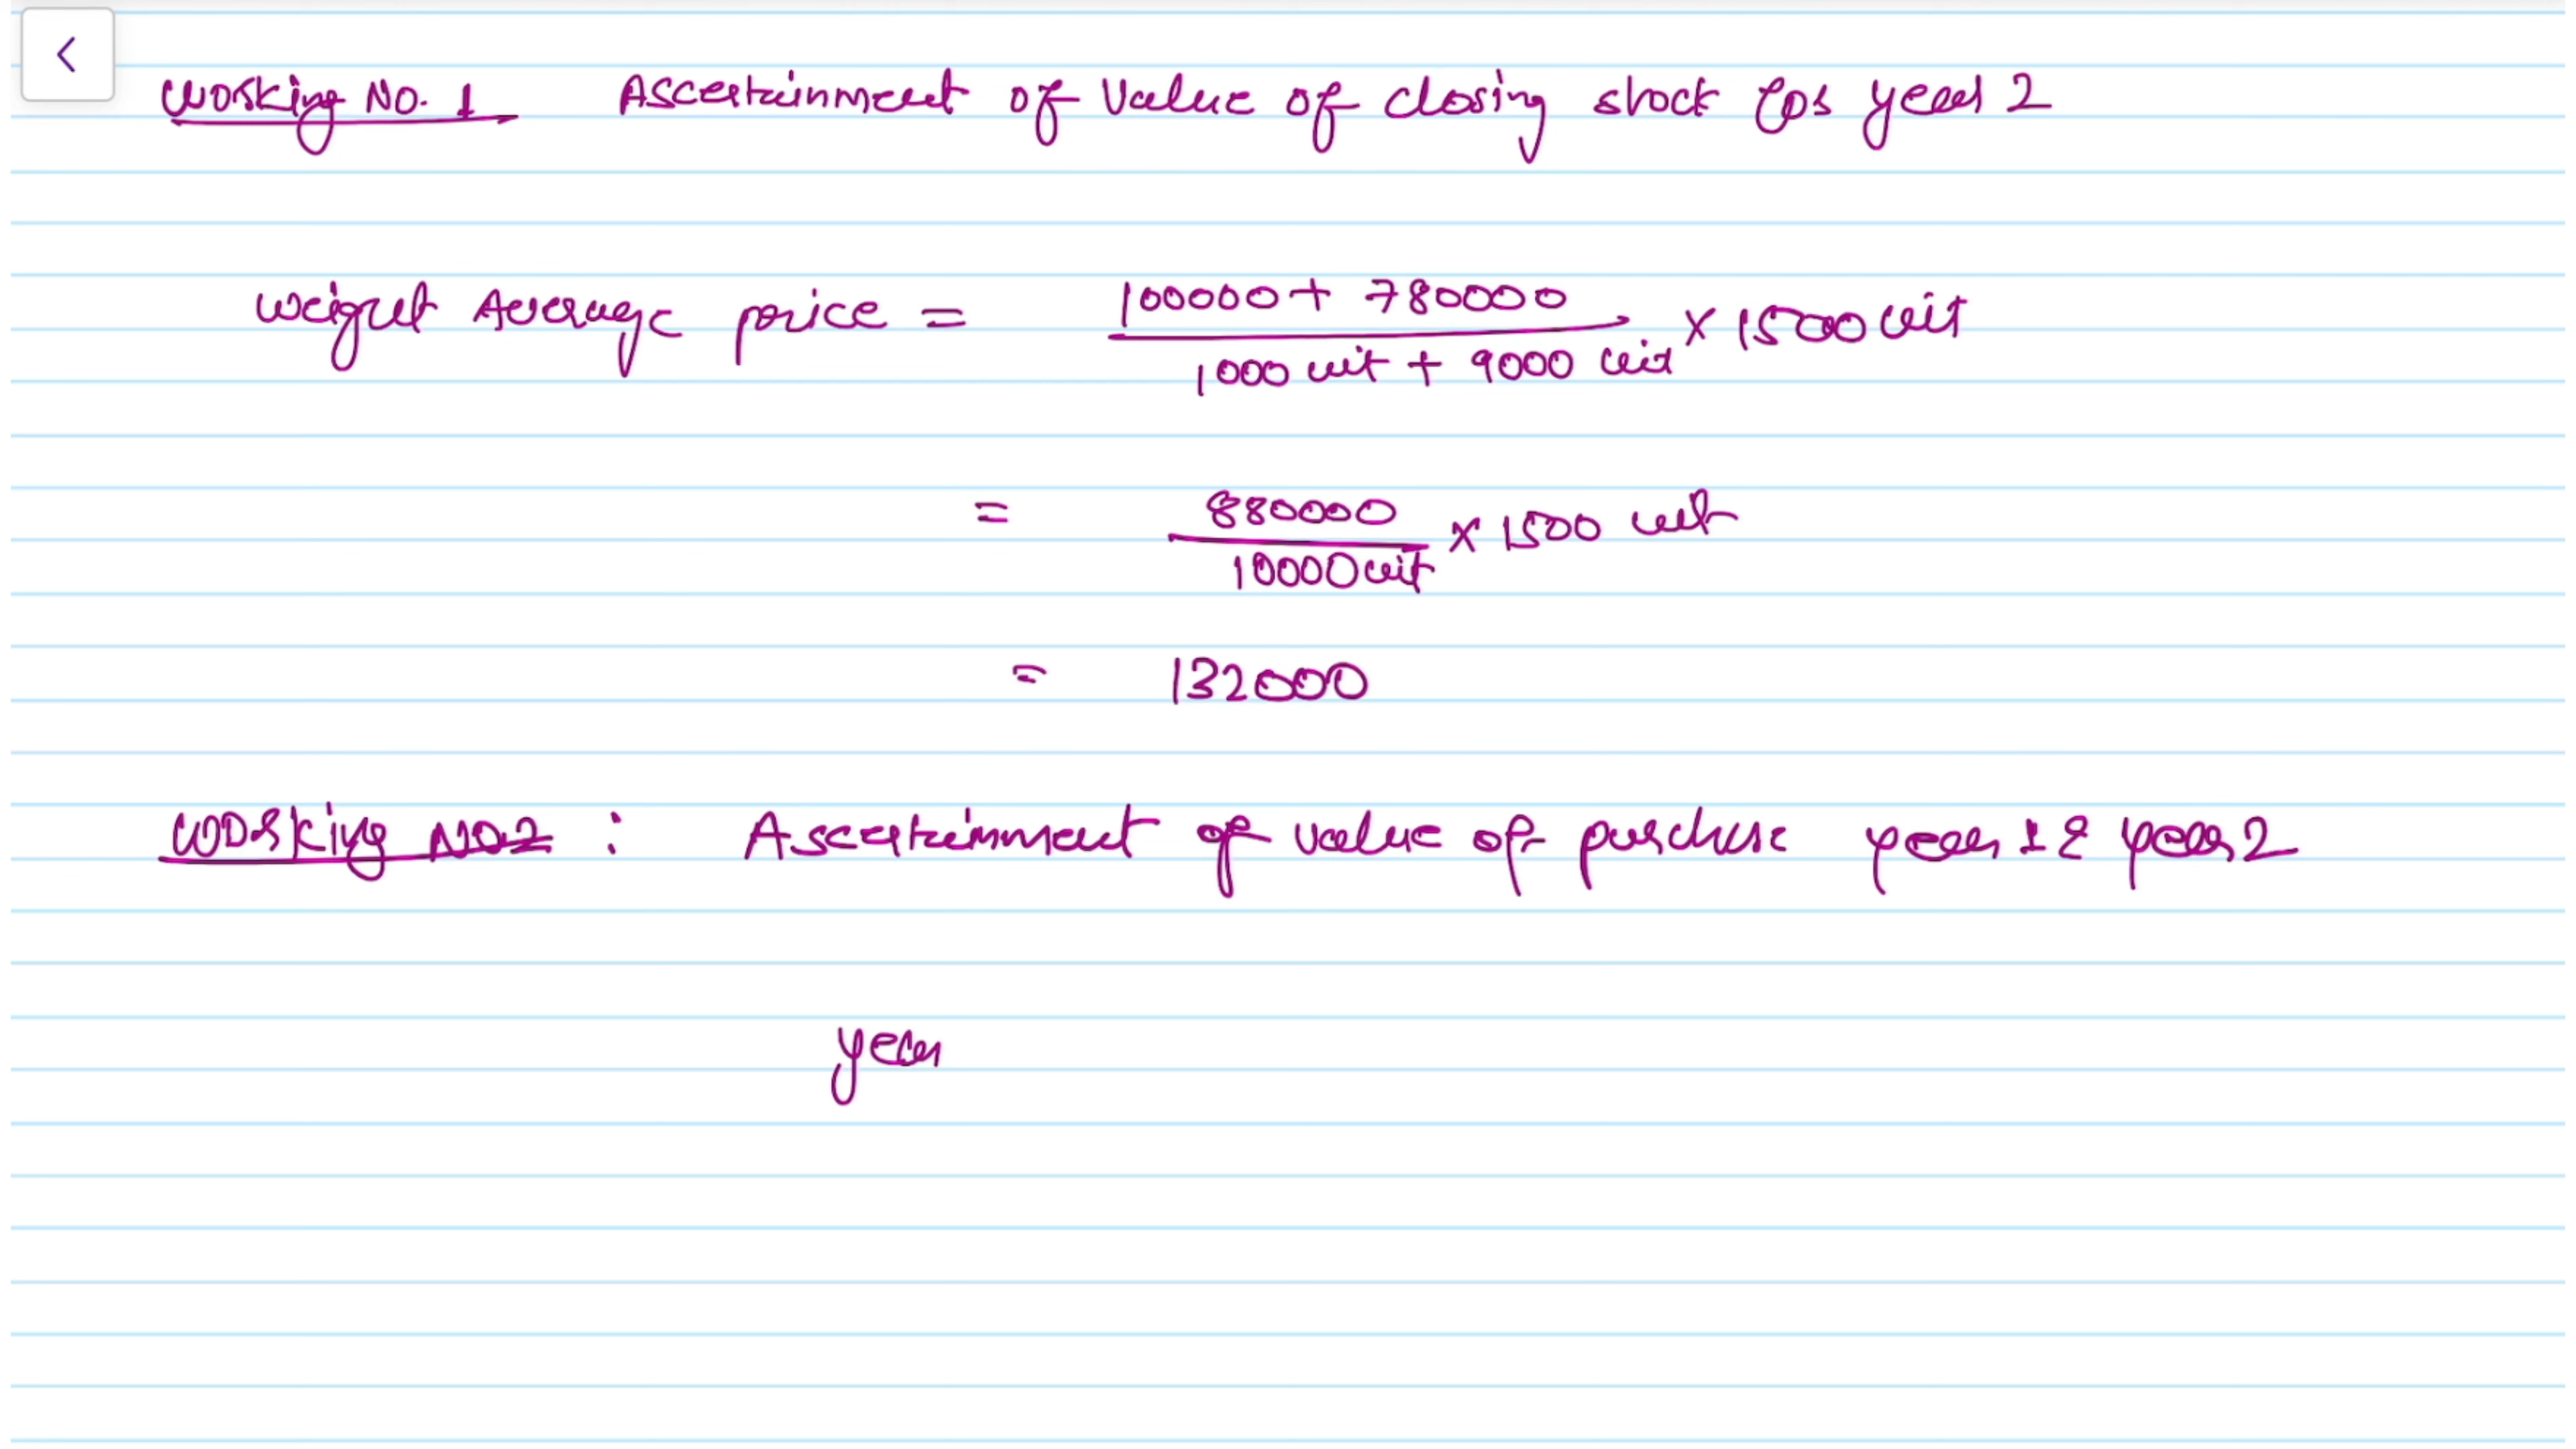 Working No. 1 Ascertainment of Value of closing stock for year 2
Weight Average price = 100000 + 780000 / 1000 unit + 9000 unit × 1500 unit
= 880000 / 10000 unit × 1500 unit
= 132000
Working No 2 : Ascertainment of value of purchase year 1 & year 2
year